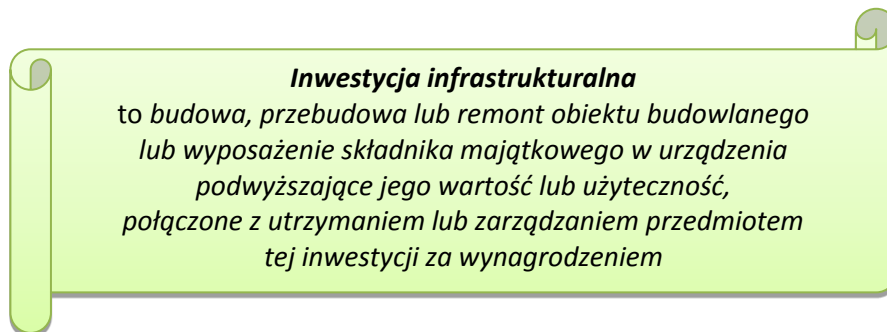 Inwestycja infrastrukturalna
to budowa, przebudowa lub remont obiektu budowlanego
lub wyposażenie składnika majątkowego w urządzenia
podwyższające jego wartość lub użyteczność,
połączone z utrzymaniem lub zarządzaniem przedmiotem
tej inwestycji za wynagrodzeniem